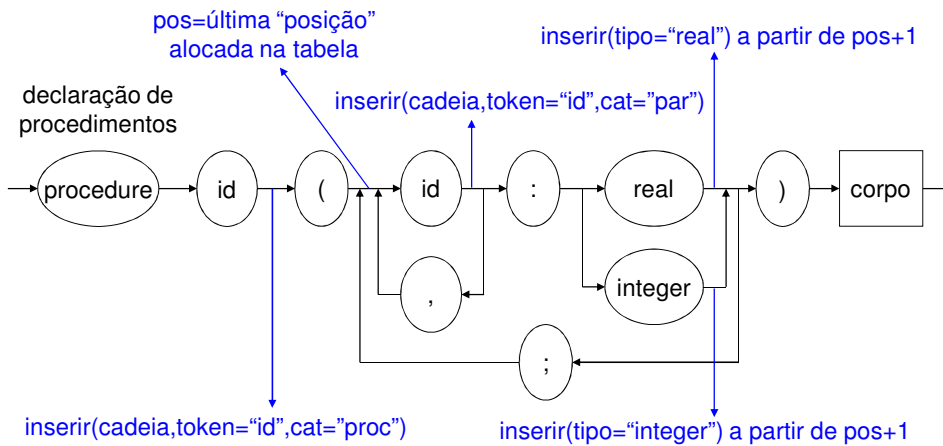 pos=última “posição”
alocada na tabela
inserir(tipo=“real”) a partir de pos+1
inserir(cadeia,token=“id”,cat=”par”)
declaração de
procedimentos
procedure
id
(
id
:
real
)
corpo
,
integer
;
inserir(cadeia,token=“id”,cat=”proc”)
inserir(tipo=“integer”) a partir de pos+1